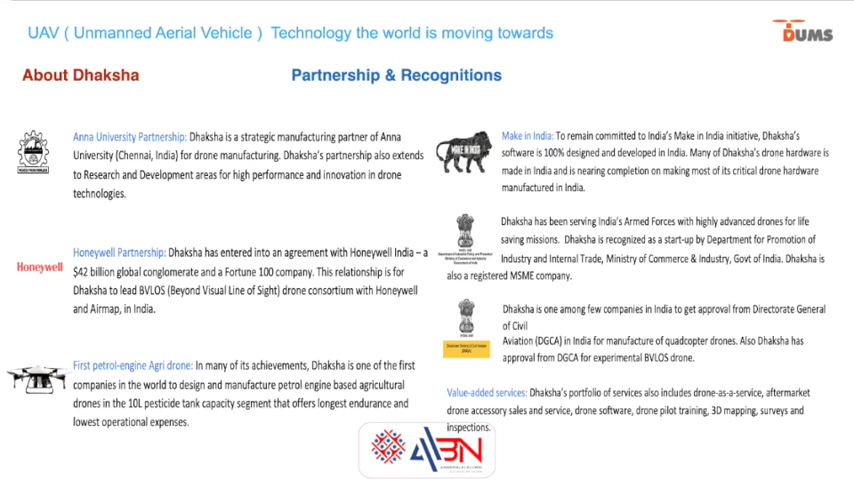 UAV ( Unmanned Aerial Vehicle ) Technology the world is moving towards
DUMS
About Dhaksha
Partnership & Recognitions
Anna University Partnership: Dhaksha is a strategic manufacturing partner of Anna
University (Chennai, India) for drone manufacturing. Dhaksha's partnership also extends
to Research and Development areas for high performance and innovation in drone
technologies.
Honeywell
Honeywell Partnership: Dhaksha has entered into an agreement with Honeywell India – a
$42 billion global conglomerate and a Fortune 100 company. This relationship is for
Dhaksha to lead BVLOS (Beyond Visual Line of Sight) drone consortium with Honeywell
and Airmap, in India.
First petrol-engine Agri drone: In many of its achievements, Dhaksha is one of the first
companies in the world to design and manufacture petrol engine based agricultural
drones in the 10L pesticide tank capacity segment that offers longest endurance and
lowest operational expenses.
MAKE IN INDIA
Make in India: To remain committed to India's Make in India initiative, Dhaksha's
software is 100% designed and developed in India. Many of Dhaksha's drone hardware is
made in India and is nearing completion on making most of its critical drone hardware
manufactured in India.
Dhaksha has been serving India's Armed Forces with highly advanced drones for life
saving missions. Dhaksha is recognized as a start-up by Department for Promotion of
Industry and Internal Trade, Ministry of Commerce & Industry, Govt of India. Dhaksha is
also a registered MSME company.
Dhaksha is one among few companies in India to get approval from Directorate General
of Civil
Aviation (DGCA) in India for manufacture of quadcopter drones. Also Dhaksha has
approval from DGCA for experimental BVLOS drone.
Value-added services: Dhaksha's portfolio of services also includes drone-as-a-service, aftermarket
drone accessory sales and service, drone software, drone pilot training, 3D mapping, surveys and
inspections.
ABN